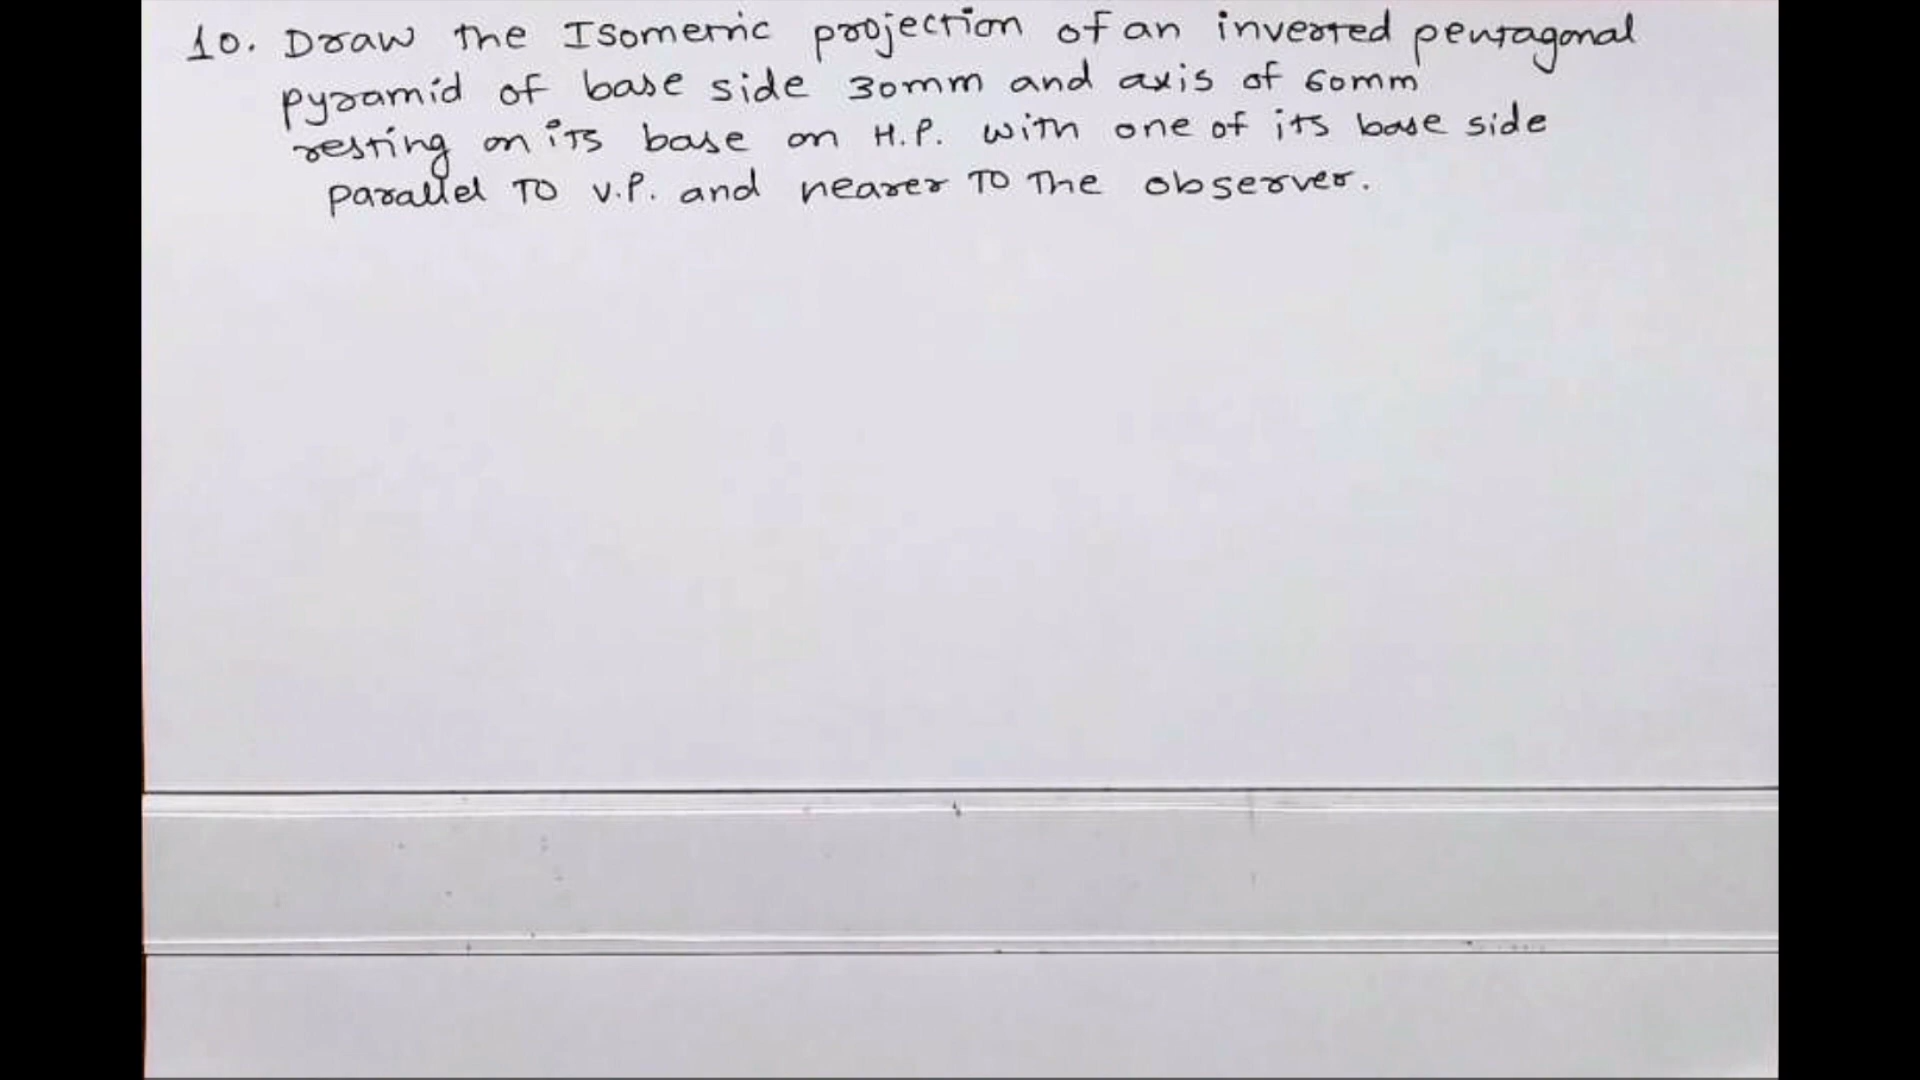 10. Draw the Isometric projection of an inverted pentagonal
pyramid of base side 30mm and axis of 60mm
resting on its base on H.P. with one of its base side
parallel TO V.P. and nearer TO The observer.